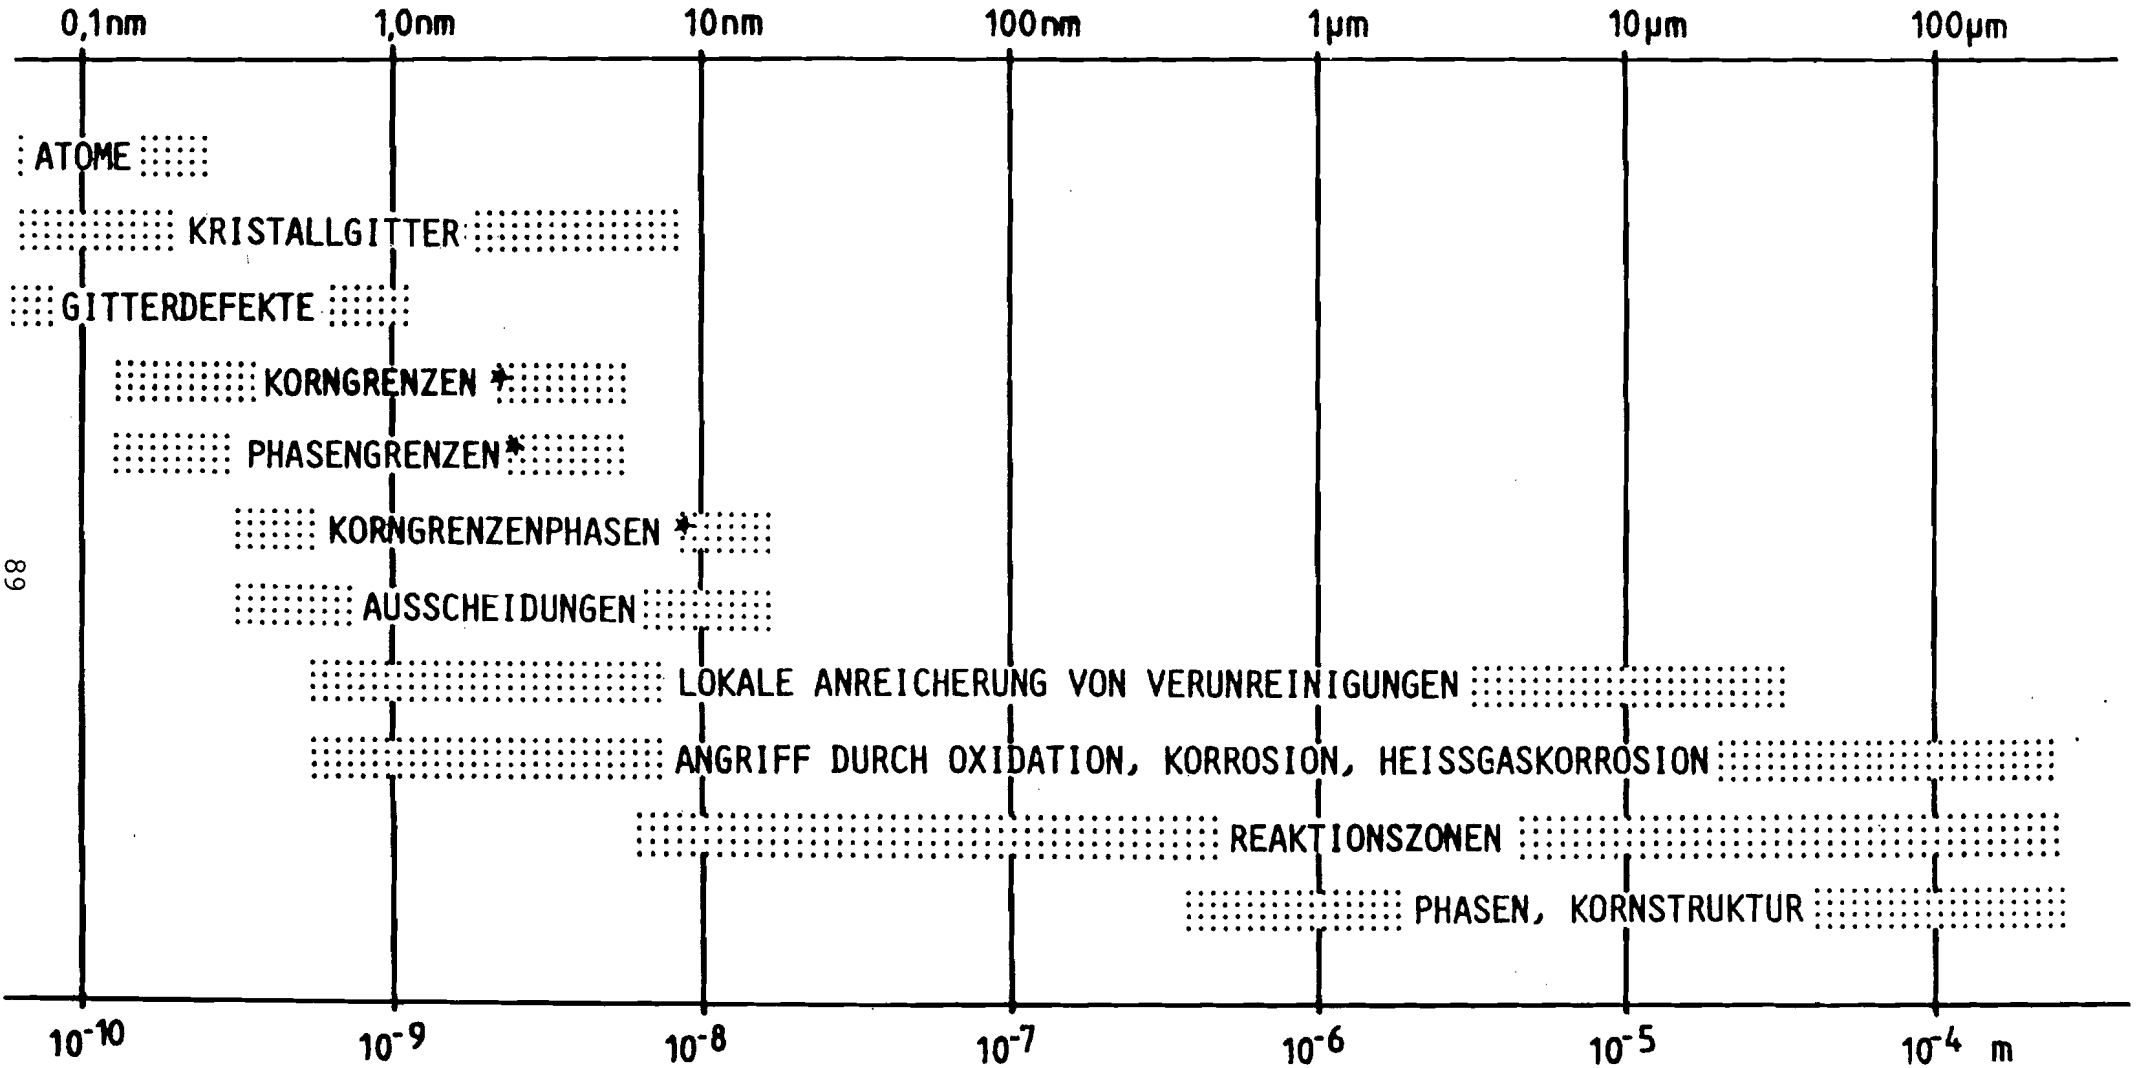 0,1nm 1,0nm 10nm 100nm 1µm 10µm 100µm
ATOME
KRISTALLGITTER
GITTERDEFEKTE
KORNGRENZEN *
PHASENGRENZEN*
KORNGRENZENPHASEN *
AUSSCHEIDUNGEN
LOKALE ANREICHERUNG VON VERUNREINIGUNGEN
ANGRIFF DURCH OXIDATION, KORROSION, HEISSGASKORROSION
REAKTIONSZONEN
PHASEN, KORNSTRUKTUR
10⁻¹⁰ 10⁻⁹ 10⁻⁸ 10⁻⁷ 10⁻⁶ 10⁻⁵ 10⁻⁴ m
89